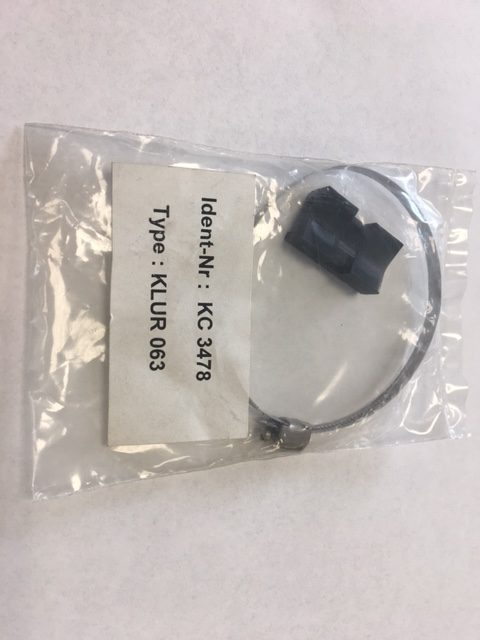 Ident-Nr : KC 3478
Type : KLUR 063